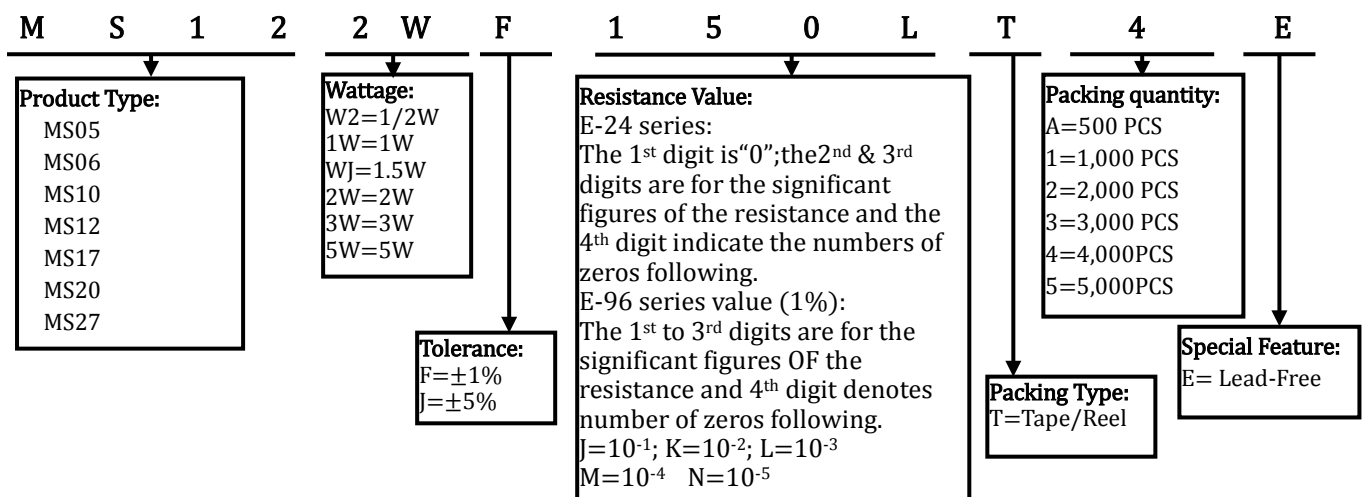 M S 1 2 2 W F 1 5 0 L T 4 E
Product Type:
MS05
MS06
MS10
MS12
MS17
MS20
MS27
Wattage:
W2=1/2W
1W=1W
WJ=1.5W
2W=2W
3W=3W
5W=5W
Tolerance:
F=±1%
J=±5%
Resistance Value:
E-24 series:
The 1st digit is“0”;the2nd & 3rd
digits are for the significant
figures of the resistance and the
4th digit indicate the numbers of
zeros following.
E-96 series value (1%):
The 1st to 3rd digits are for the
significant figures OF the
resistance and 4th digit denotes
number of zeros following.
J=10-1; K=10-2; L=10-3
M=10-4 N=10-5
Packing Type:
T=Tape/Reel
Packing quantity:
A=500 PCS
1=1,000 PCS
2=2,000 PCS
3=3,000 PCS
4=4,000PCS
5=5,000PCS
Special Feature:
E= Lead-Free